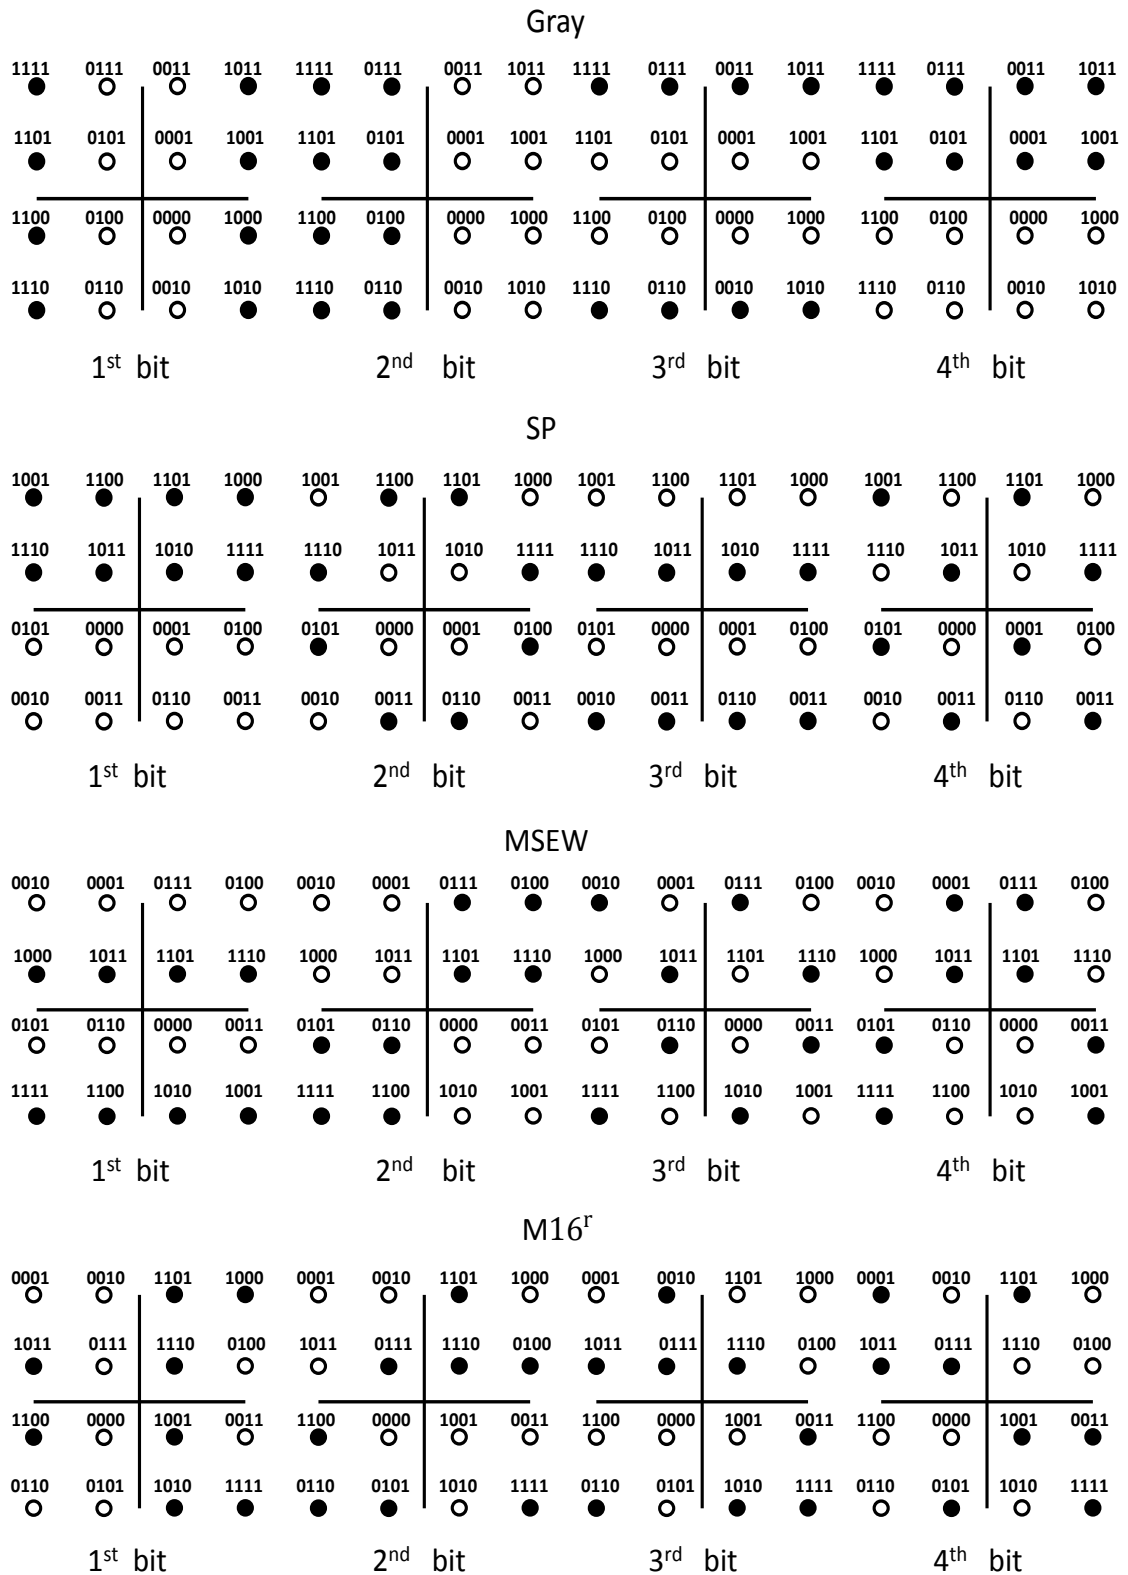 Gray
1111 0111 0011 1011 1111 0111 0011 1011 1111 0111 0011 1011 1111 0111 0011 1011
1101 0101 0001 1001 1101 0101 0001 1001 1101 0101 0001 1001 1101 0101 0001 1001
1100 0100 0000 1000 1100 0100 0000 1000 1100 0100 0000 1000 1100 0100 0000 1000
1110 0110 0010 1010 1110 0110 0010 1010 1110 0110 0010 1010 1110 0110 0010 1010
1st bit 2nd bit 3rd bit 4th bit
SP
1001 1100 1101 1000 1001 1100 1101 1000 1001 1100 1101 1000 1001 1100 1101 1000
1110 1011 1010 1111 1110 1011 1010 1111 1110 1011 1010 1111 1110 1011 1010 1111
0101 0000 0001 0100 0101 0000 0001 0100 0101 0000 0001 0100 0101 0000 0001 0100
0010 0011 0110 0011 0010 0011 0110 0011 0010 0011 0110 0011 0010 0011 0110 0011
1st bit 2nd bit 3rd bit 4th bit
MSEW
0010 0001 0111 0100 0010 0001 0111 0100 0010 0001 0111 0100 0010 0001 0111 0100
1000 1011 1101 1110 1000 1011 1101 1110 1000 1011 1101 1110 1000 1011 1101 1110
0101 0110 0000 0011 0101 0110 0000 0011 0101 0110 0000 0011 0101 0110 0000 0011
1111 1100 1010 1001 1111 1100 1010 1001 1111 1100 1010 1001 1111 1100 1010 1001
1st bit 2nd bit 3rd bit 4th bit
M16r
0001 0010 1101 1000 0001 0010 1101 1000 0001 0010 1101 1000 0001 0010 1101 1000
1011 0111 1110 0100 1011 0111 1110 0100 1011 0111 1110 0100 1011 0111 1110 0100
1100 0000 1001 0011 1100 0000 1001 0011 1100 0000 1001 0011 1100 0000 1001 0011
0110 0101 1010 1111 0110 0101 1010 1111 0110 0101 1010 1111 0110 0101 1010 1111
1st bit 2nd bit 3rd bit 4th bit